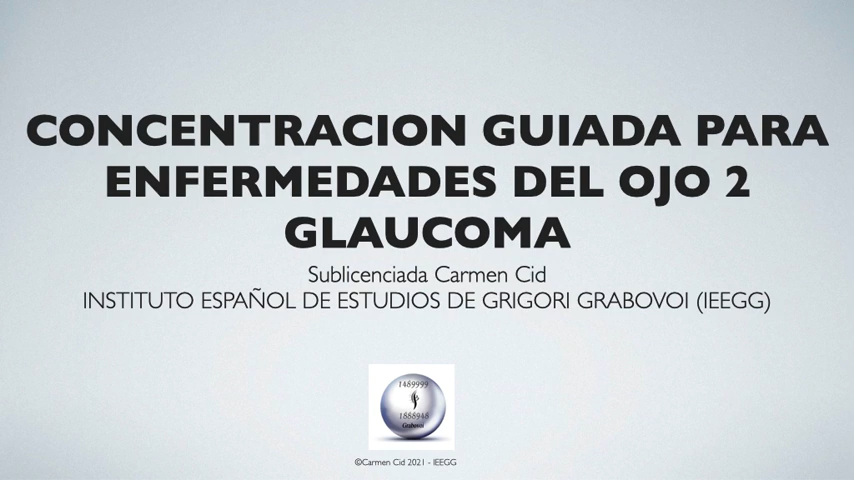 CONCENTRACION GUIADA PARA
ENFERMEDADES DEL OJO 2
GLAUCOMA
Sublicenciada Carmen Cid
INSTITUTO ESPAÑOL DE ESTUDIOS DE GRIGORI GRABOVOI (IEEGG)
1489999
1888948
Grabovoi
©Carmen Cid 2021 - IEEGG